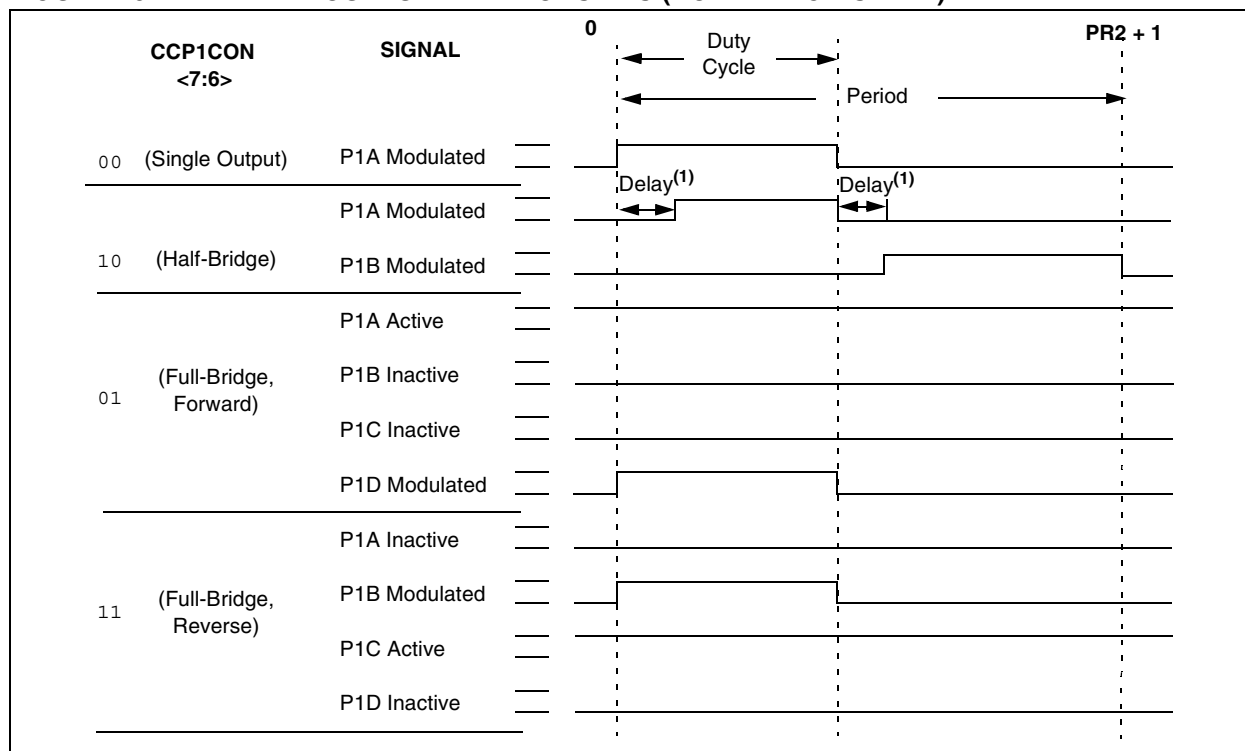 0
PR2 + 1
CCP1CON
<7:6>
SIGNAL
Duty
Cycle
Period
00 (Single Output) P1A Modulated
Delay(1) Delay(1)
P1A Modulated
10 (Half-Bridge) P1B Modulated
P1A Active
01 (Full-Bridge,
Forward)
P1B Inactive
P1C Inactive
P1D Modulated
P1A Inactive
11 (Full-Bridge,
Reverse)
P1B Modulated
P1C Active
P1D Inactive